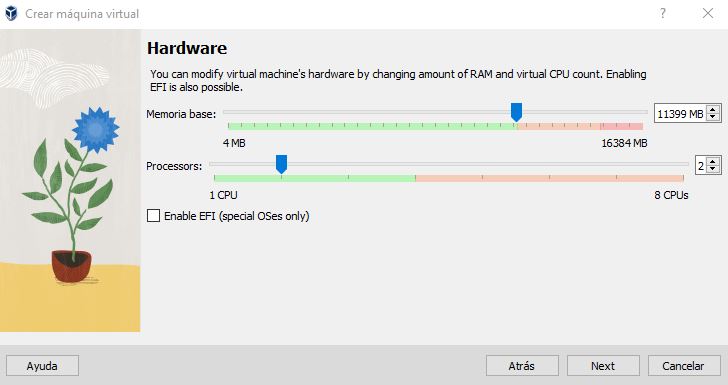 Crear máquina virtual
Hardware
You can modify virtual machine's hardware by changing amount of RAM and virtual CPU count. Enabling
EFI is also possible.
Memoria base: 11399 MB
4 MB 16384 MB
Processors: 2
1 CPU 8 CPUs
Enable EFI (special OSes only)
Ayuda Atrás Next Cancelar